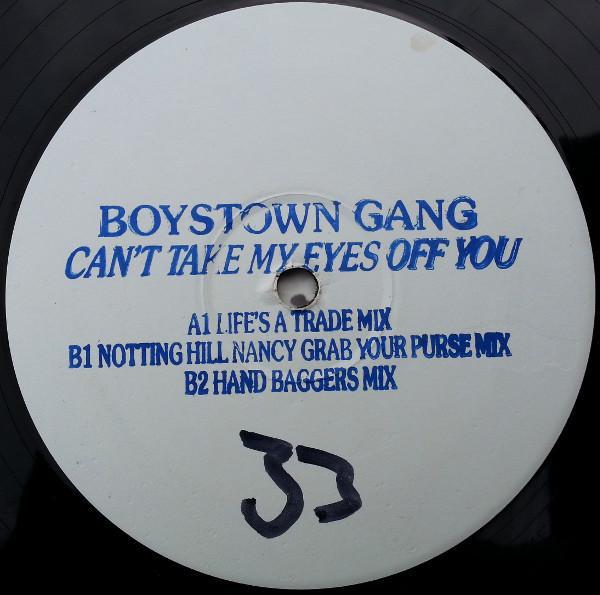 BOYSTOWN GANG
CAN'T TAKE MY EYES OFF YOU
A1 LIFE'S A TRADE MIX
B1 NOTTING HILL NANCY GRAB YOUR PURSE MIX
B2 HAND BAGGERS MIX
33